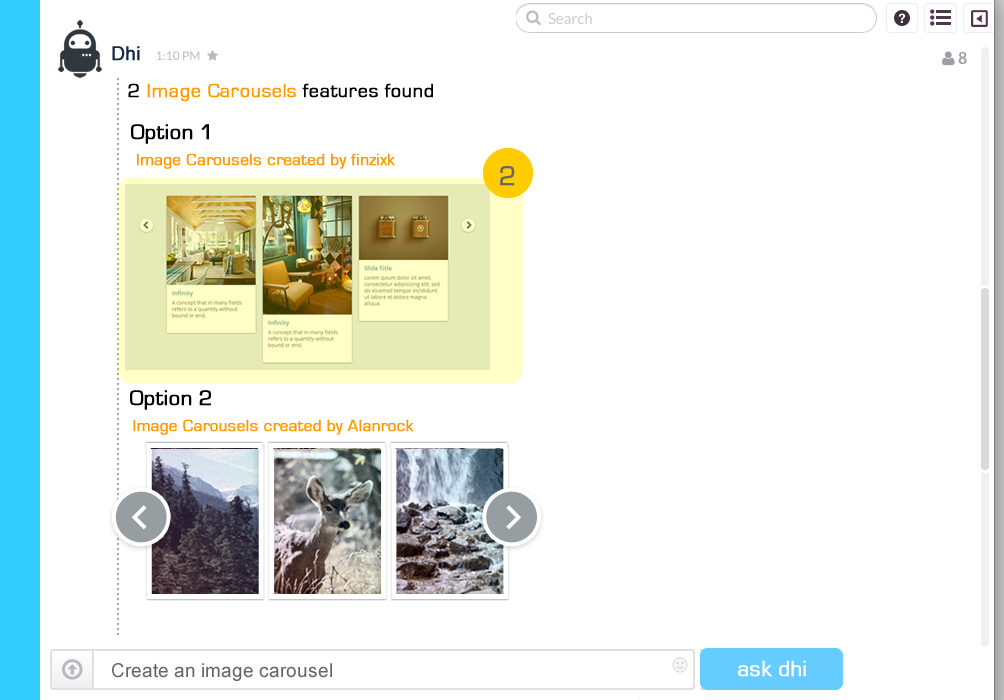 Search
Dhi 1:10 PM
8
2 Image Carousels features found
Option 1
Image Carousels created by finzixk
2
Infinity
A concept that in many fields
refers to a quantity without
bound or end.
Infinity
A concept that in many fields
refers to a quantity without
bound or end.
Slide Title
Lorem ipsum dolor sit amet,
consectetur adipiscing elit, sed
do eiusmod tempor incididunt
ut labore et dolore magna
aliqua.
Option 2
Image Carousels created by Alanrock
Create an image carousel
ask dhi